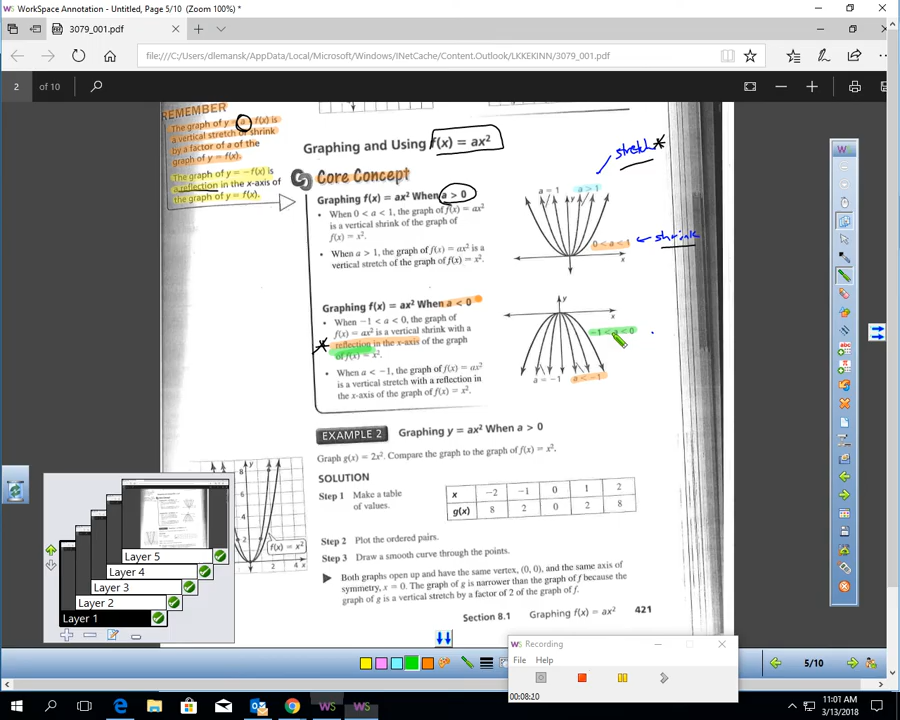 WorkSpace Annotation - Untitled, Page 5/10 (Zoom 100%) *
3079_001.pdf
file:///C:/Users/dlemansk/AppData/Local/Microsoft/Windows/INetCache/Content.Outlook/LKKEKINN/3079_001.pdf
2 of 10
REMEMBER
The graph of y = a f(x) is
a vertical stretch or shrink
by a factor of a of the
graph of y = f(x).
The graph of y = −f(x) is
a reflection in the x-axis of
the graph of y = f(x).
Graphing and Using f(x) = ax²
Core Concept
Graphing f(x) = ax² When a > 0
• When 0 < a < 1, the graph of f(x) = ax²
is a vertical shrink of the graph of
f(x) = x².
• When a > 1, the graph of f(x) = ax² is a
vertical stretch of the graph of f(x) = x².
stretch
a = 1
a > 1
y
0 < a < 1
shrink
x
Graphing f(x) = ax² When a < 0
• When −1 < a < 0, the graph of
f(x) = ax² is a vertical shrink with a
reflection in the x-axis of the graph
of f(x) = x².
• When a < −1, the graph of f(x) = ax²
is a vertical stretch with a reflection in
the x-axis of the graph of f(x) = x².
y
x
−1 < a < 0
a = −1
a < −1
EXAMPLE 2
Graphing y = ax² When a > 0
Graph g(x) = 2x². Compare the graph to the graph of f(x) = x².
SOLUTION
Step 1 Make a table
of values.
x −2 −1 0 1 2
g(x) 8 2 0 2 8
Step 2 Plot the ordered pairs.
Step 3 Draw a smooth curve through the points.
Both graphs open up and have the same vertex, (0, 0), and the same axis of
symmetry, x = 0. The graph of g is narrower than the graph of f because the
graph of g is a vertical stretch by a factor of 2 of the graph of f.
Section 8.1 Graphing f(x) = ax² 421
8
y
6
4
2
f(x) = x²
2 4 x
Layer 5
Layer 4
Layer 3
Layer 2
Layer 1
WS Recording
File Help
00:08:20
5/10
11:01 AM
3/13/2018